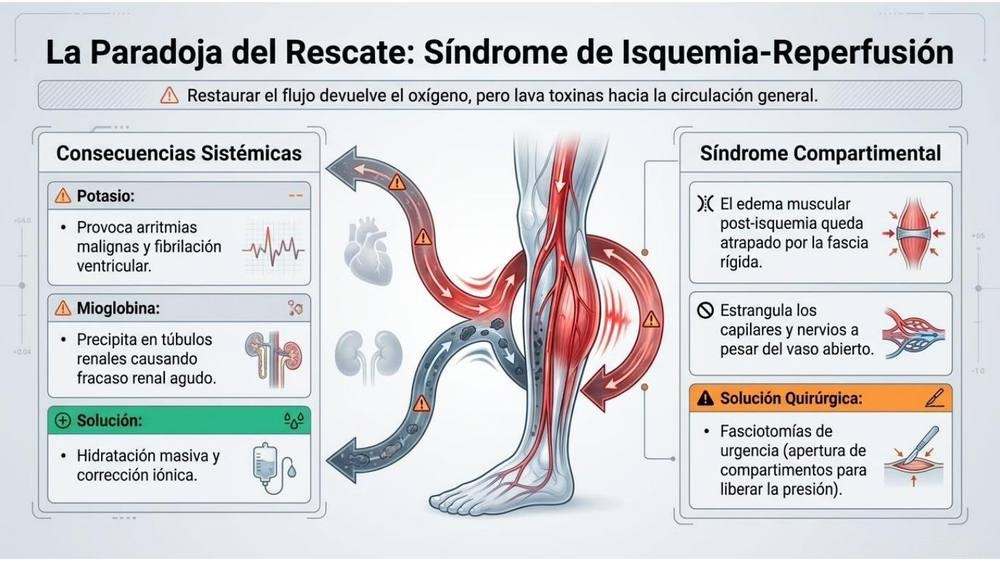 La Paradoja del Rescate: Síndrome de Isquemia-Reperfusión
Restaurar el flujo devuelve el oxígeno, pero lava toxinas hacia la circulación general.
Consecuencias Sistémicas
Potasio:
• Provoca arritmias
malignas y fibrilación
ventricular.
Mioglobina:
• Precipita en túbulos
renales causando
fracaso renal agudo.
Solución:
• Hidratación masiva y
corrección iónica.
Síndrome Compartimental
El edema muscular
post-isquemia queda
atrapado por la fascia
rígida.
Estrangula los
capilares y nervios a
pesar del vaso abierto.
Solución Quirúrgica:
• Fasciotomías de
urgencia (apertura de
compartimentos para
liberar la presión).